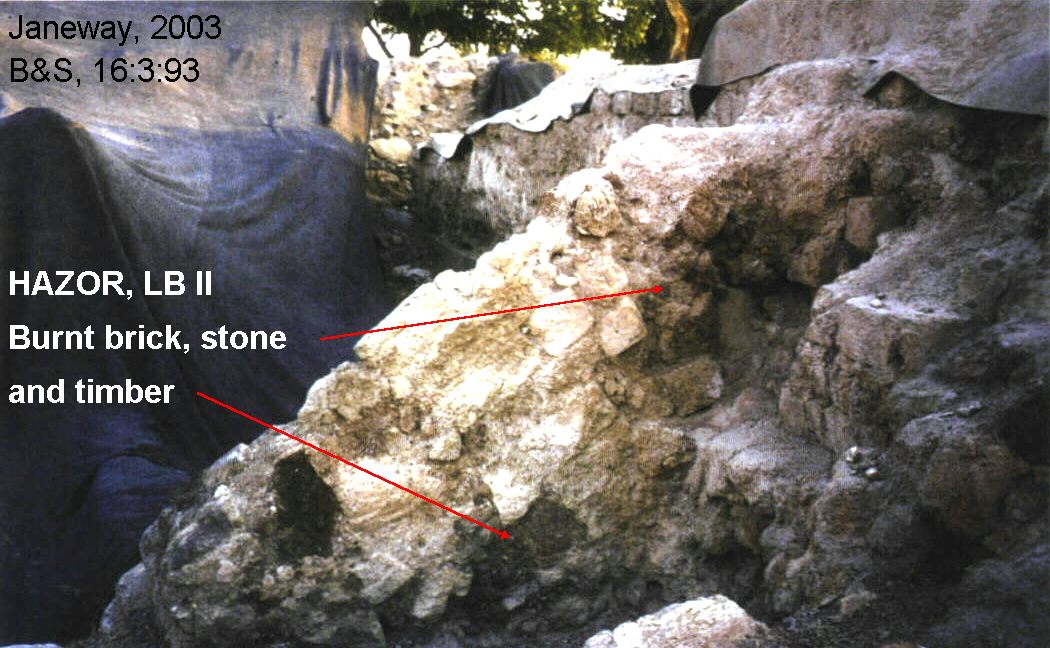 Janeway, 2003
B&S, 16:3:93
HAZOR, LB II
Burnt brick, stone
and timber